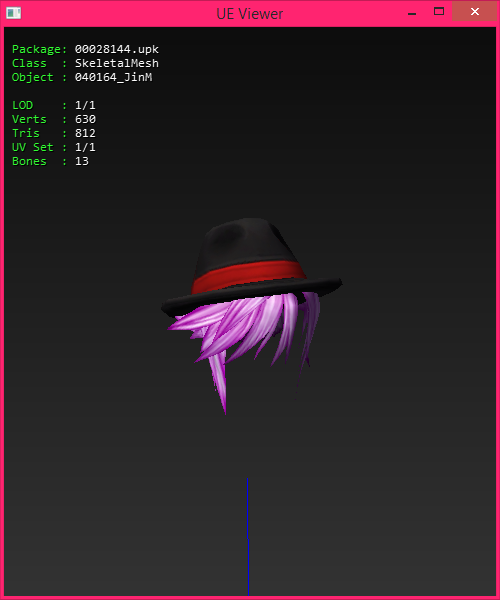 UE Viewer
Package: 00028144.upk
Class : SkeletalMesh
Object : 040164_JinM
LOD : 1/1
Verts : 630
Tris : 812
UV Set : 1/1
Bones : 13